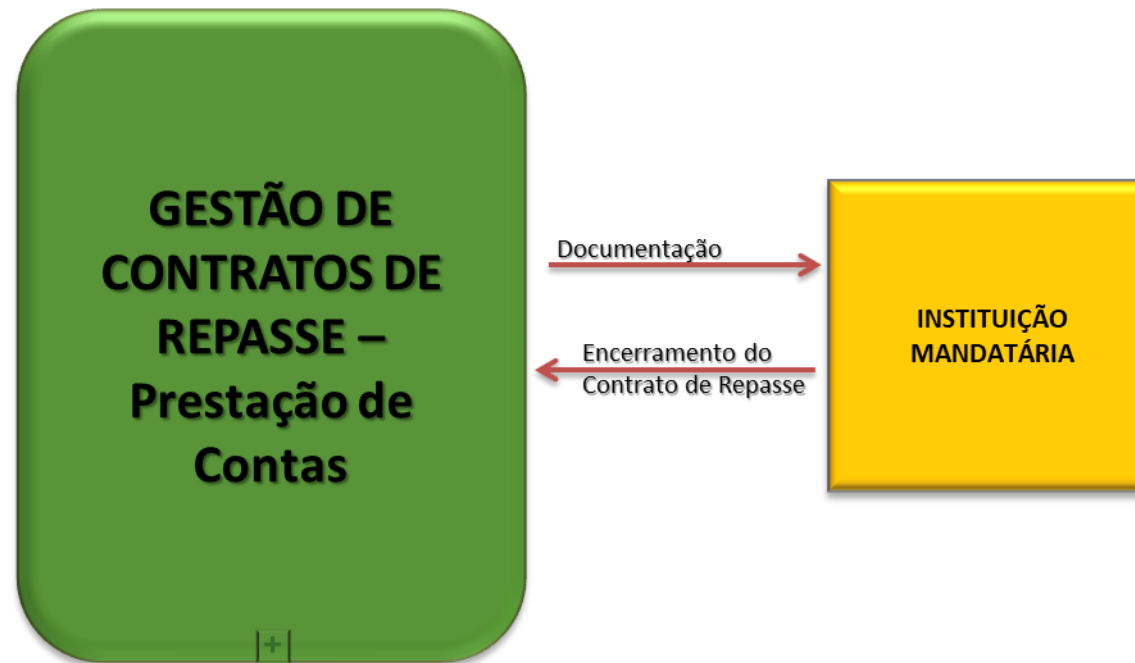 GESTÃO DE
CONTRATOS DE
REPASSE –
Prestação de
Contas
Documentação
Encerramento do
Contrato de Repasse
INSTITUIÇÃO
MANDATÁRIA